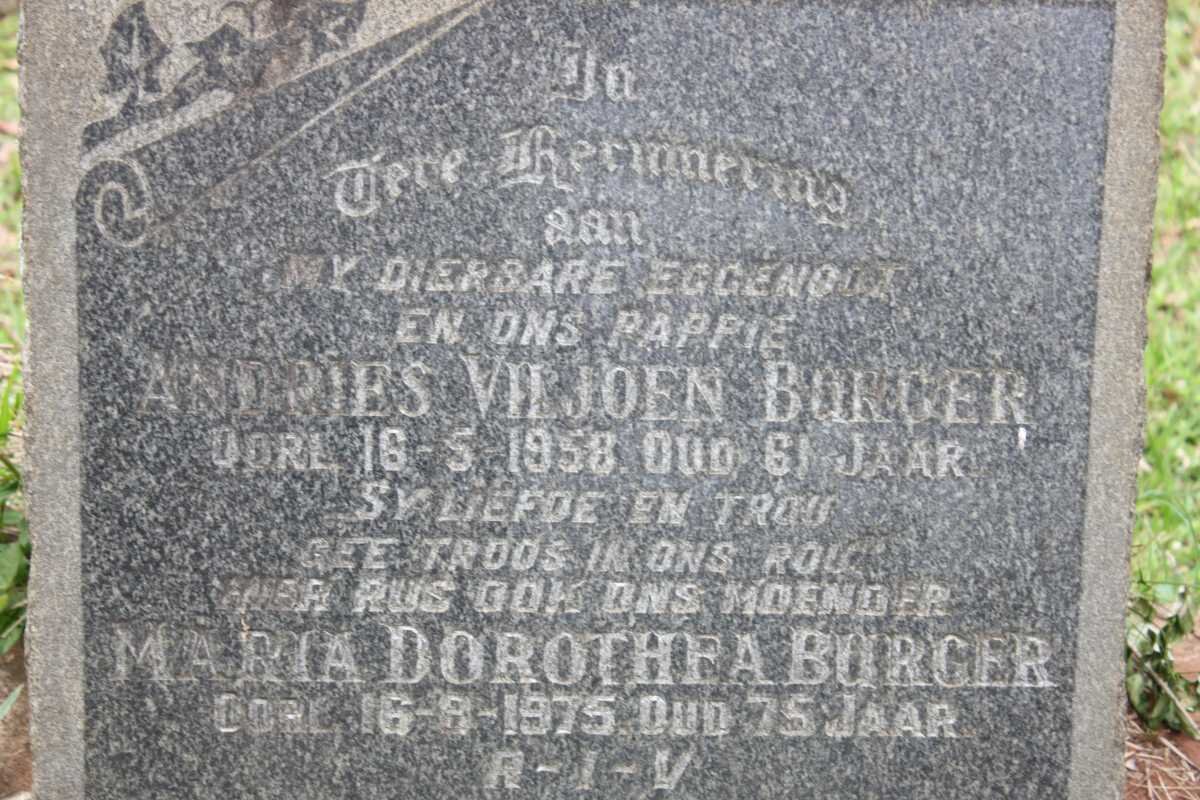 In
Tere Herinnering
aan
MY DIERBARE EGGENOOT
EN ONS PAPPIE
ANDRIES VILJOEN BURGER
OORL 16-5-1958. OUD 61 JAAR.
SY LIEFDE EN TROU
GEE TROOS IN ONS ROU.
HIER RUS OOK ONS MOEDER
MARIA DOROTHEA BURGER
OORL 16-8-1975. OUD 75 JAAR.
R-I-V